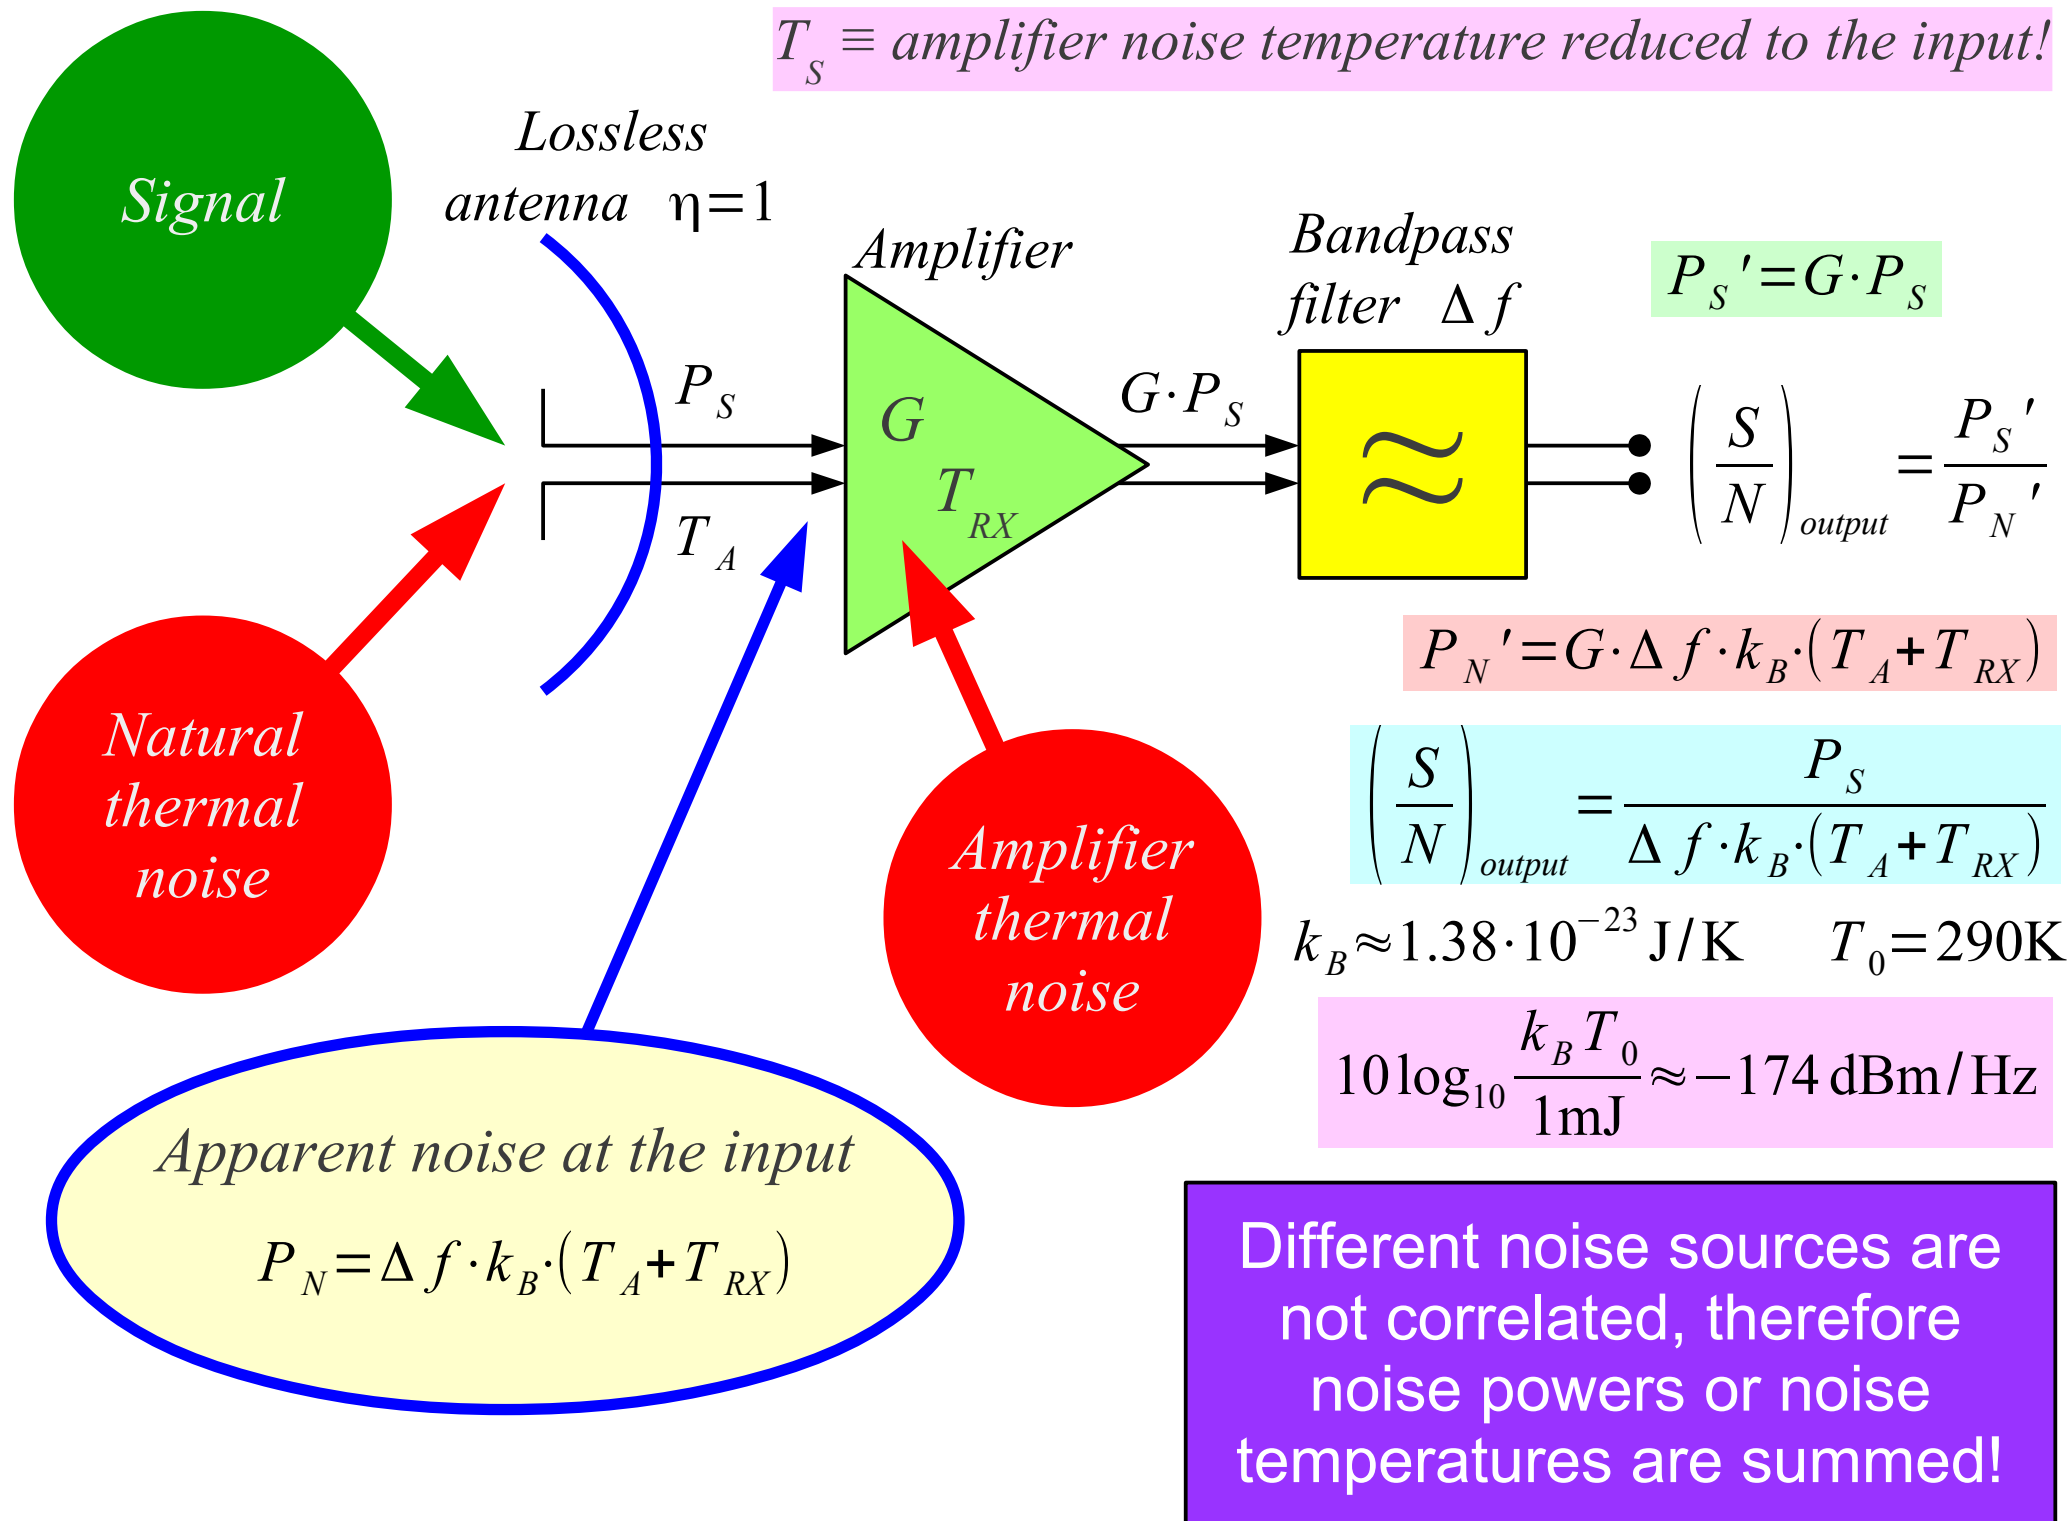 T_S ≡ amplifier noise temperature reduced to the input!
Signal
Lossless
antenna η=1
Amplifier
Bandpass
filter Δf
P_S'=G·P_S
P_S
G·P_S
G
T_RX
T_A
≈
(S/N)_output = P_S'/P_N'
P_N'=G·Δf·k_B·(T_A+T_RX)
Natural
thermal
noise
Amplifier
thermal
noise
(S/N)_output = P_S/(Δf·k_B·(T_A+T_RX))
k_B≈1.38·10^−23 J/K T_0=290K
10 log_10 (k_B T_0/1mJ) ≈ −174 dBm/Hz
Apparent noise at the input
P_N=Δf·k_B·(T_A+T_RX)
Different noise sources are
not correlated, therefore
noise powers or noise
temperatures are summed!